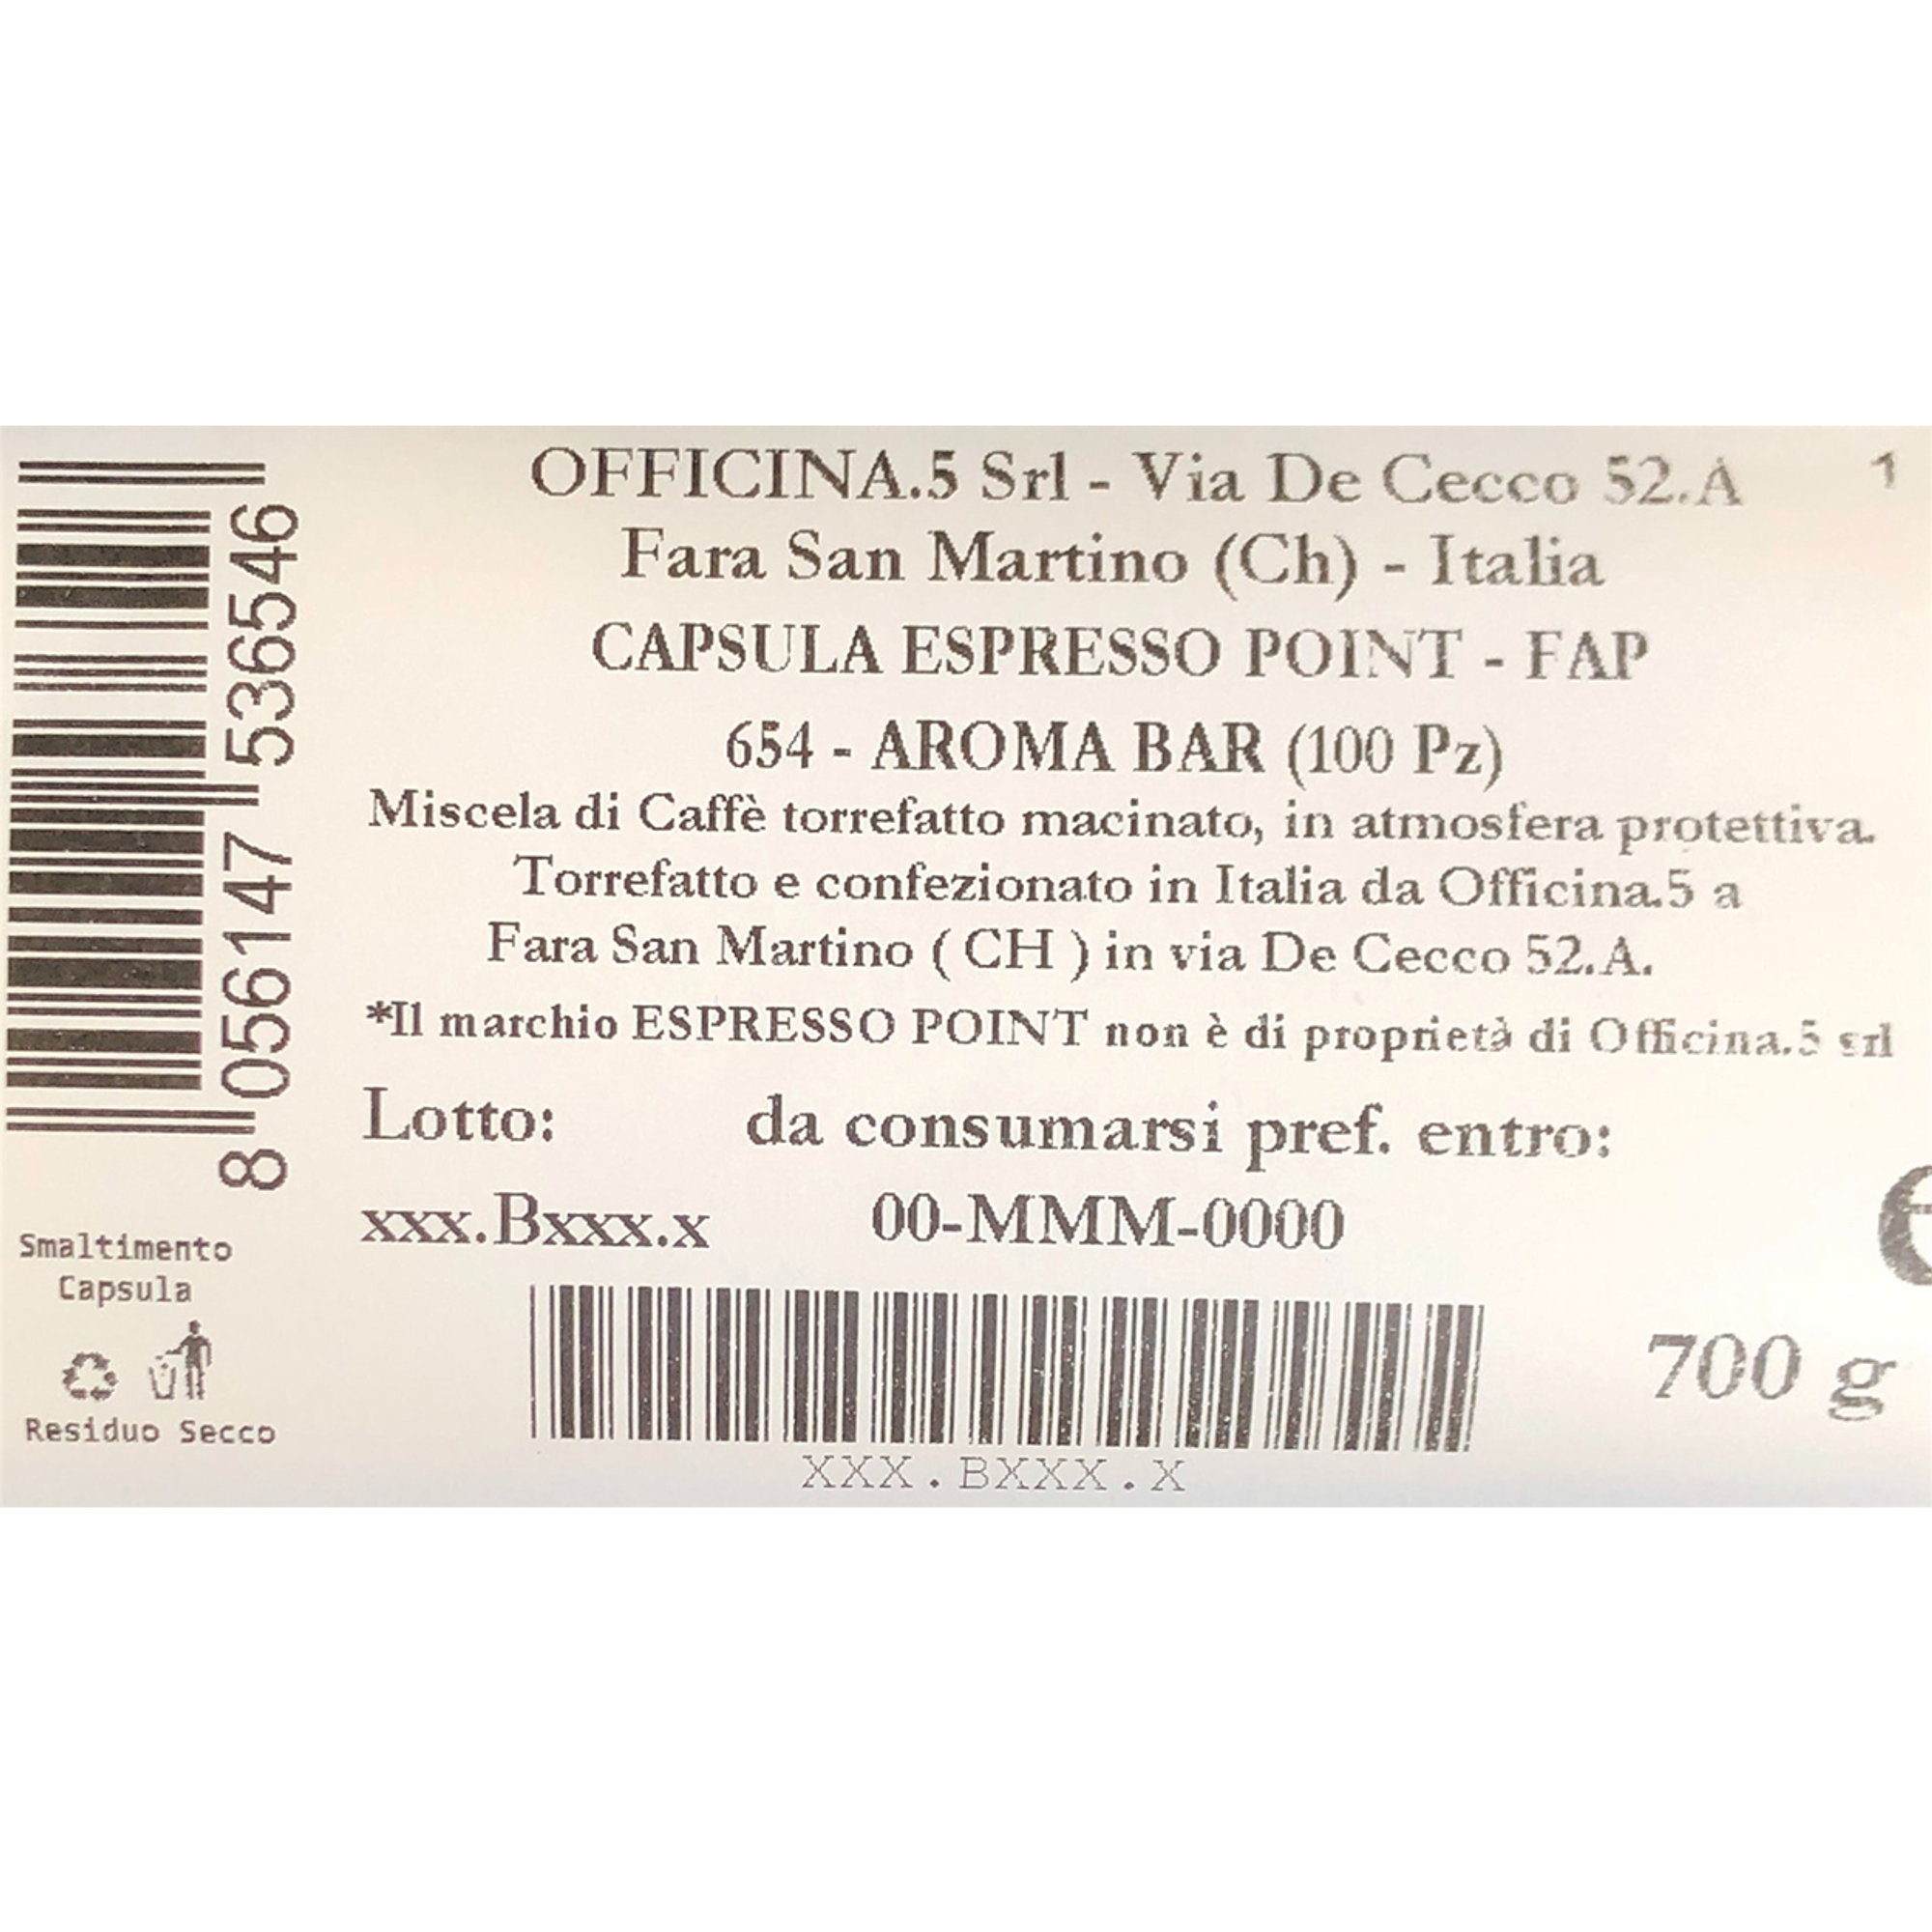 OFFICINA.5 Srl - Via De Cecco 52.A 1
Fara San Martino (Ch) - Italia
CAPSULA ESPRESSO POINT - FAP
654 - AROMA BAR (100 Pz)
Miscela di Caffè torrefatto macinato, in atmosfera protettiva.
Torrefatto e confezionato in Italia da Officina.5 a
Fara San Martino ( CH ) in via De Cecco 52.A.
*Il marchio ESPRESSO POINT non è di proprietà di Officina.5 srl
Lotto: da consumarsi pref. entro:
xxx.Bxxx.x 00-MMM-0000
e
700 g
XXX.BXXX.X
8 056147 536546
Smaltimento
Capsula
Residuo Secco